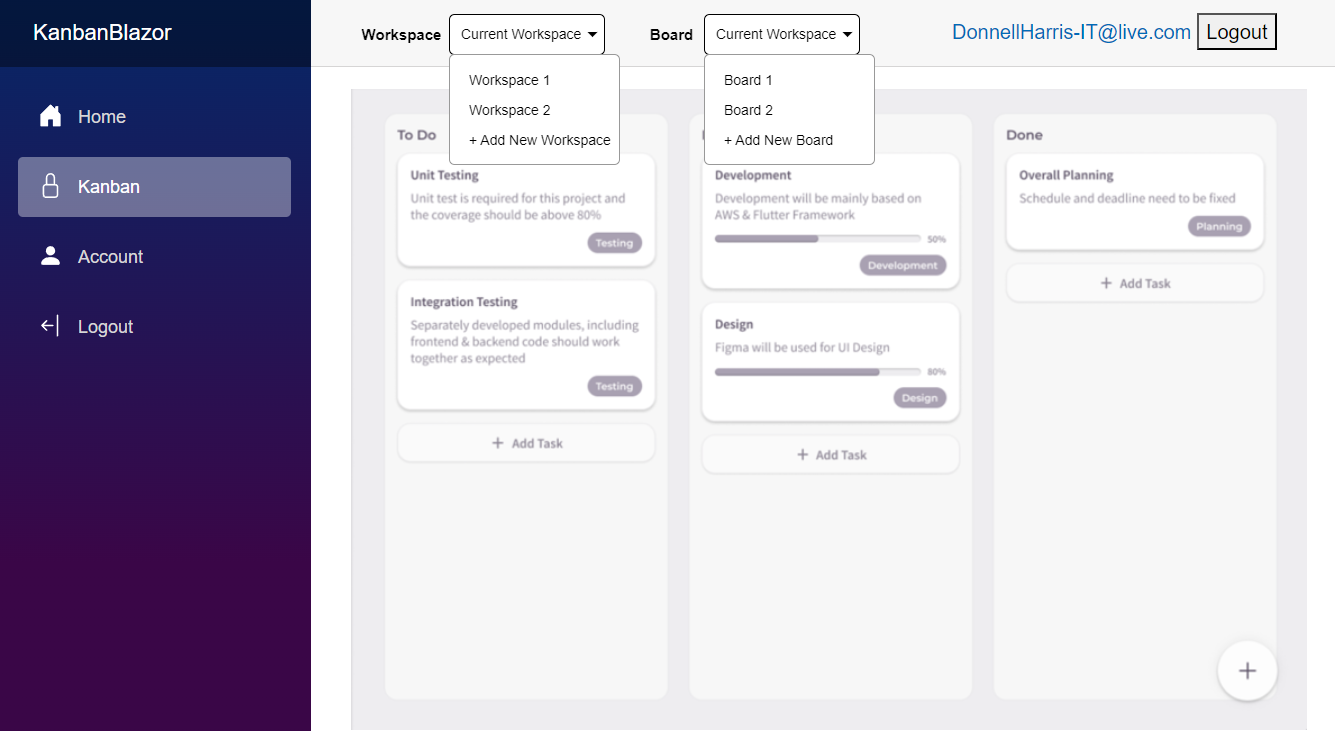 KanbanBlazor
Home
Kanban
Account
Logout
Workspace Current Workspace Board Current Workspace DonnellHarris-IT@live.com Logout
Workspace 1
Workspace 2
+ Add New Workspace
Board 1
Board 2
+ Add New Board
To Do
Unit Testing
Unit test is required for this project and
the coverage should be above 80%
Testing
Integration Testing
Separately developed modules, including
frontend & backend code should work
together as expected
Testing
+ Add Task
Development
Development will be mainly based on
AWS & Flutter Framework
50%
Development
Design
Figma will be used for UI Design
80%
Design
+ Add Task
Done
Overall Planning
Schedule and deadline need to be fixed
Planning
+ Add Task
+